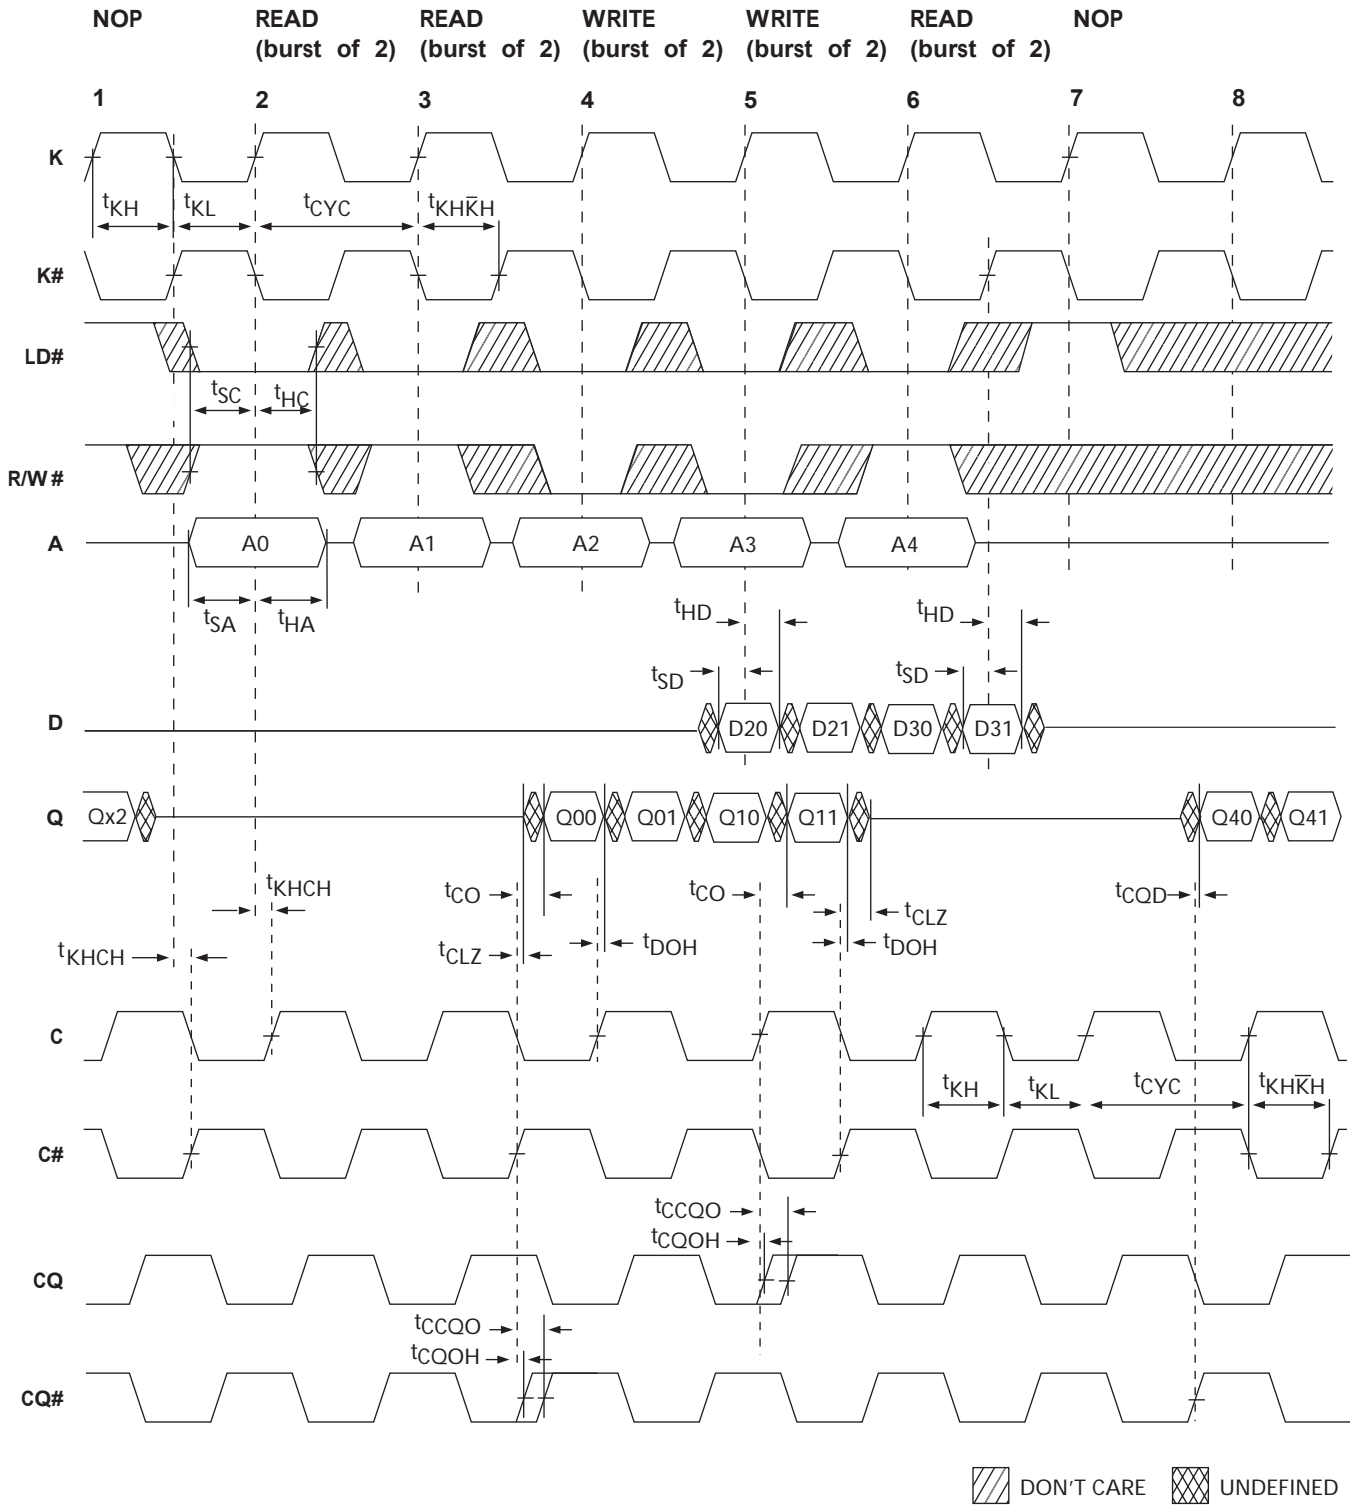 NOP READ READ WRITE WRITE READ NOP
(burst of 2) (burst of 2) (burst of 2) (burst of 2) (burst of 2)
1 2 3 4 5 6 7 8
K
tKH tKL tCYC tKHK̅H
K#
LD#
tSC tHC
R/W#
A A0 A1 A2 A3 A4
tSA tHA tHD tHD
tSD tSD
D D20 D21 D30 D31
Q Qx2 Q00 Q01 Q10 Q11 Q40 Q41
tKHCH tCO tCO tCLZ tCQD
tKHCH tCLZ tDOH tDOH
C
tKH tKL tCYC tKHK̅H
C#
tCCQO
tCQOH
CQ
tCCQO
tCQOH
CQ#
DON'T CARE UNDEFINED